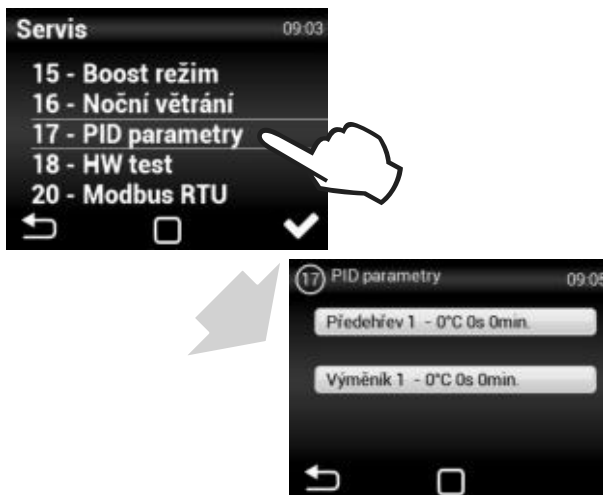 Servis 09:03
15 - Boost režim
16 - Noční větrání
17 - PID parametry
18 - HW test
20 - Modbus RTU
17 PID parametry 09:05
Předehřev 1 - 0°C 0s 0min.
Výměník 1 - 0°C 0s 0min.